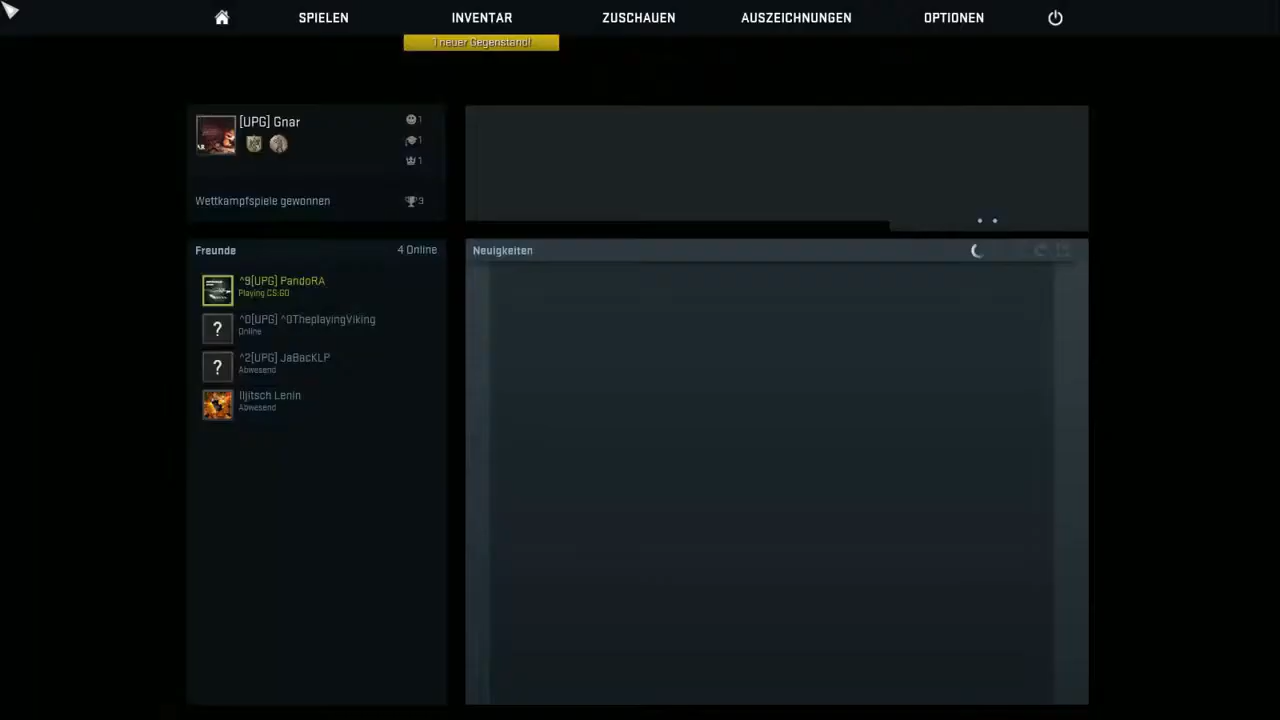 SPIELEN INVENTAR ZUSCHAUEN AUSZEICHNUNGEN OPTIONEN
1 neuer Gegenstand!
[UPG] Gnar
1
1
1
Wettkampfspiele gewonnen 3
Freunde 4 Online
^9[UPG] PandoRA
Playing CS:GO
^0[UPG] ^0TheplayingViking
Online
^2[UPG] JaBacKLP
Abwesend
Iljitsch Lenin
Abwesend
Neuigkeiten